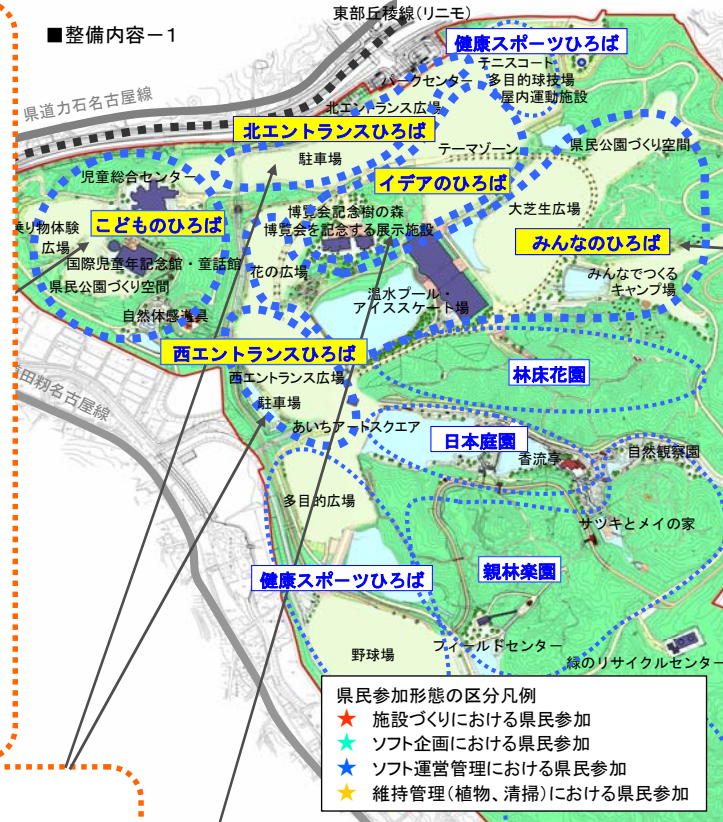 ■整備内容－1
東部丘稜線(リニモ)
県道力石名古屋線
健康スポーツひろば
テニスコート
多目的球技場
屋内運動施設
パークセンター
北エントランス広場
北エントランスひろば
駐車場
テーマゾーン
県民公園づくり空間
児童総合センター
イデアのひろば
大芝生広場
こどものひろば
乗り物体験
広場
博覧会記念樹の森
博覧会を記念する展示施設
みんなのひろば
国際児童年記念館・童話館
花の広場
県民公園づくり空間
みんなでつくる
キャンプ場
温水プール・
アイススケート場
自然体感遊具
西エントランスひろば
西エントランス広場
林床花園
田籾名古屋線
駐車場
あいちアートスクエア
日本庭園
香流亭
自然観察園
多目的広場
サツキとメイの家
健康スポーツひろば
親林楽園
フィールドセンター
野球場
緑のリサイクルセンター
県民参加形態の区分凡例
★ 施設づくりにおける県民参加
★ ソフト企画における県民参加
★ ソフト運営管理における県民参加
★ 維持管理(植物、清掃)における県民参加